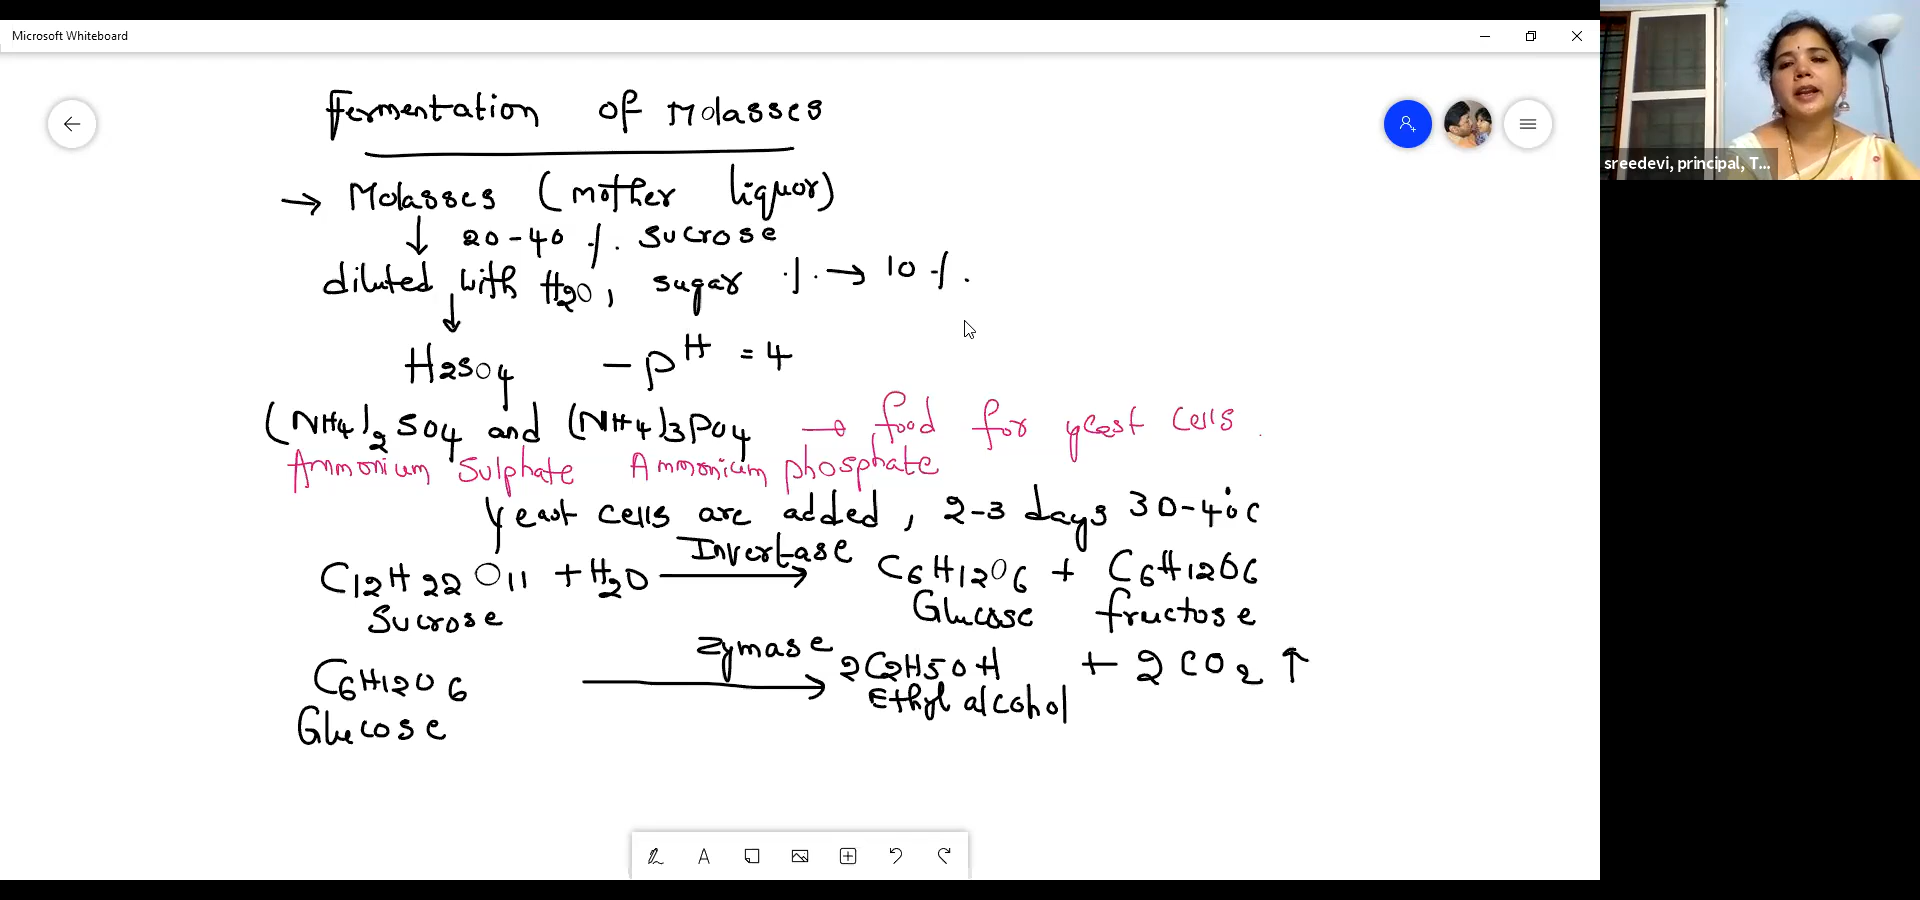 Microsoft Whiteboard
sreedevi, principal, T...
Fermentation of Molasses
→ Molasses (mother liquor)
↓ 20-40 %. sucrose
diluted with H2O, sugar %. → 10 %.
↓
H2SO4 - pH = 4
(NH4)2SO4 and (NH4)3PO4 → food for yeast cells.
Ammonium Sulphate Ammonium phosphate
Yeast cells are added, 2-3 days 30-40°C
Invertase
C12H22O11 + H2O → C6H12O6 + C6H12O6
Sucrose Glucose fructose
Zymase
C6H12O6 → 2C2H5OH + 2CO2 ↑
Glucose Ethyl alcohol